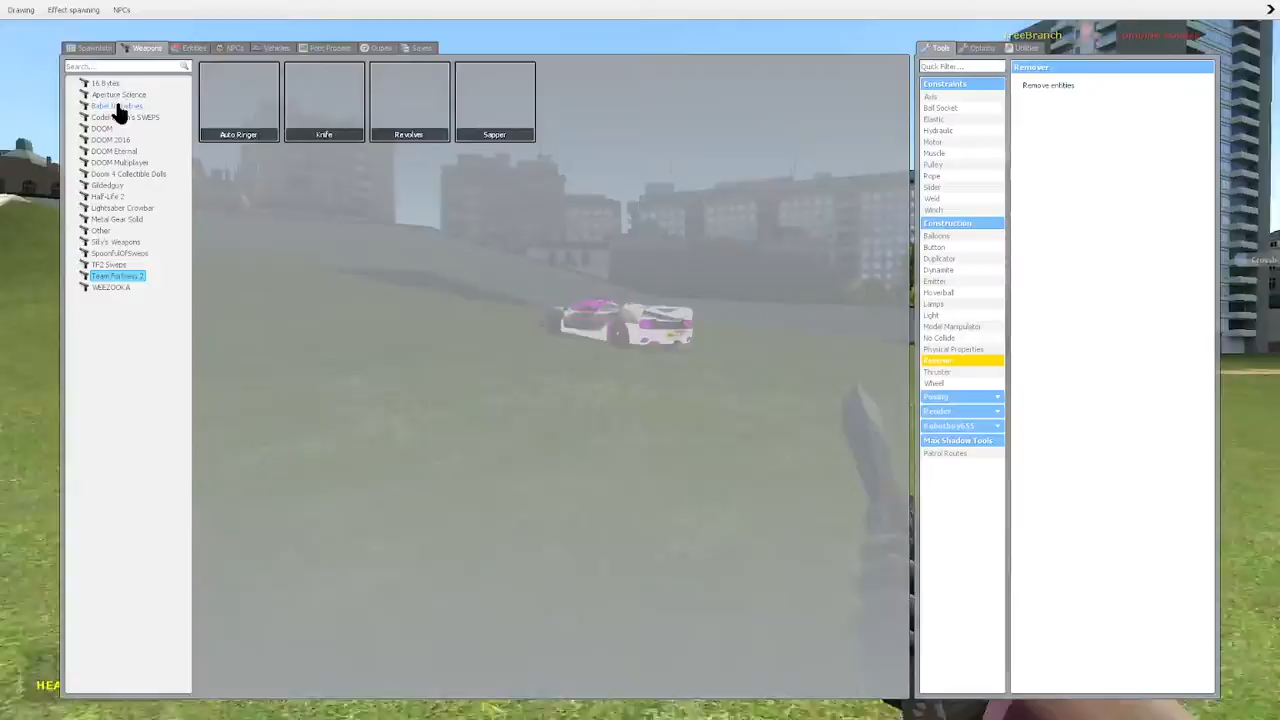 Drawing Effect spawning NPCs
Spawnlists Weapons Entities NPCs Vehicles Post Process Dupes Saves
Search...
16 Bytes
Aperture Science
DOOM
DOOM 2016
DOOM Eternal
DOOM Multiplayer
Doom 4 Collectible Dolls
Gildedguy
Half-Life 2
Lightsaber Crowbar
Metal Gear Solid
Other
Silly's Weapons
SpoonfulOfSweps
TF2 Sweps
Team Fortress 2
WEEZOOKA
Auto Ringer
Knife
Revolves
Sapper
Tools Options Utilities
Quick Filter...
Constraints
Axis
Ball Socket
Elastic
Hydraulic
Motor
Muscle
Pulley
Rope
Slider
Weld
Winch
Construction
Balloons
Button
Duplicator
Dynamite
Emitter
Hoverball
Lamps
Light
Model Manipulator
No Collide
Physical Properties
Remover
Thruster
Wheel
Posing
Render
Robotboy655
Max Shadow Tools
Patrol Routes
Remover
Remove entities
HEA